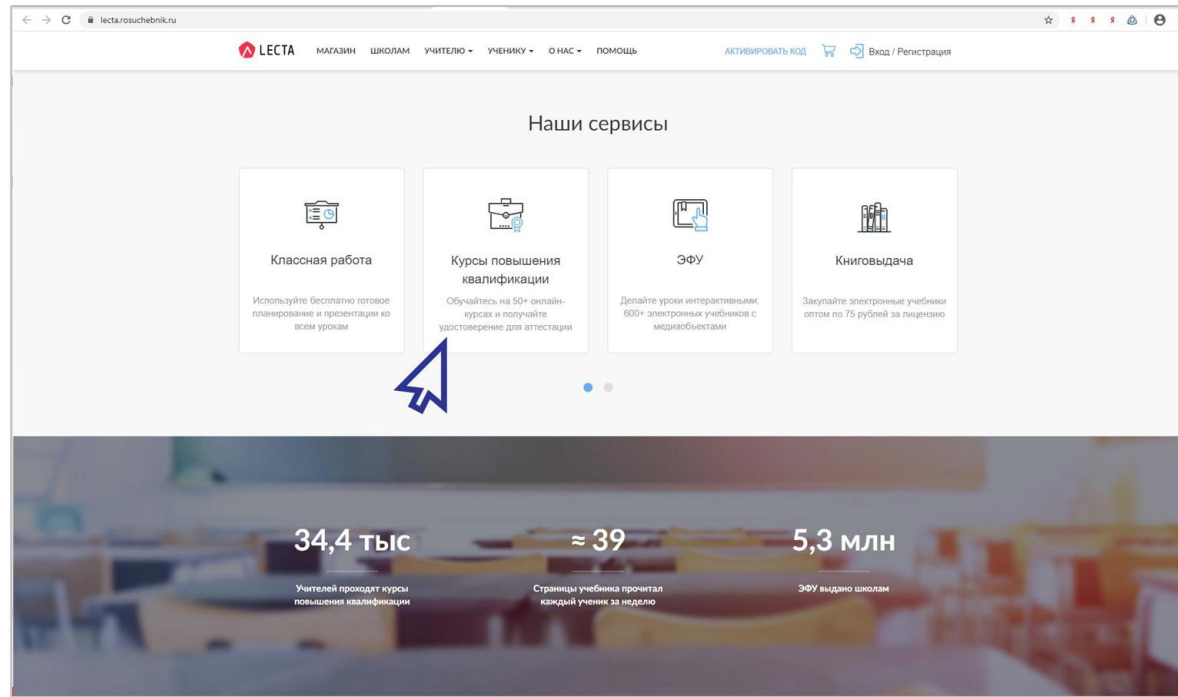 lecta.rosuchebnik.ru
LECTA МАГАЗИН ШКОЛАМ УЧИТЕЛЮ УЧЕНИКУ О НАС ПОМОЩЬ АКТИВИРОВАТЬ КОД Вход / Регистрация
Наши сервисы
Классная работа
Используйте бесплатно готовое
планирование и презентации ко
всем урокам
Курсы повышения
квалификации
Обучайтесь на 50+ онлайн-
курсах и получайте
удостоверение для аттестации
ЭФУ
Делайте уроки интерактивными:
600+ электронных учебников с
медиаобъектами
Книговыдача
Закупайте электронные учебники
оптом по 75 рублей за лицензию
34,4 тыс
Учителей проходят курсы
повышения квалификации
≈ 39
Страницы учебника прочитал
каждый ученик за неделю
5,3 млн
ЭФУ выдано школам